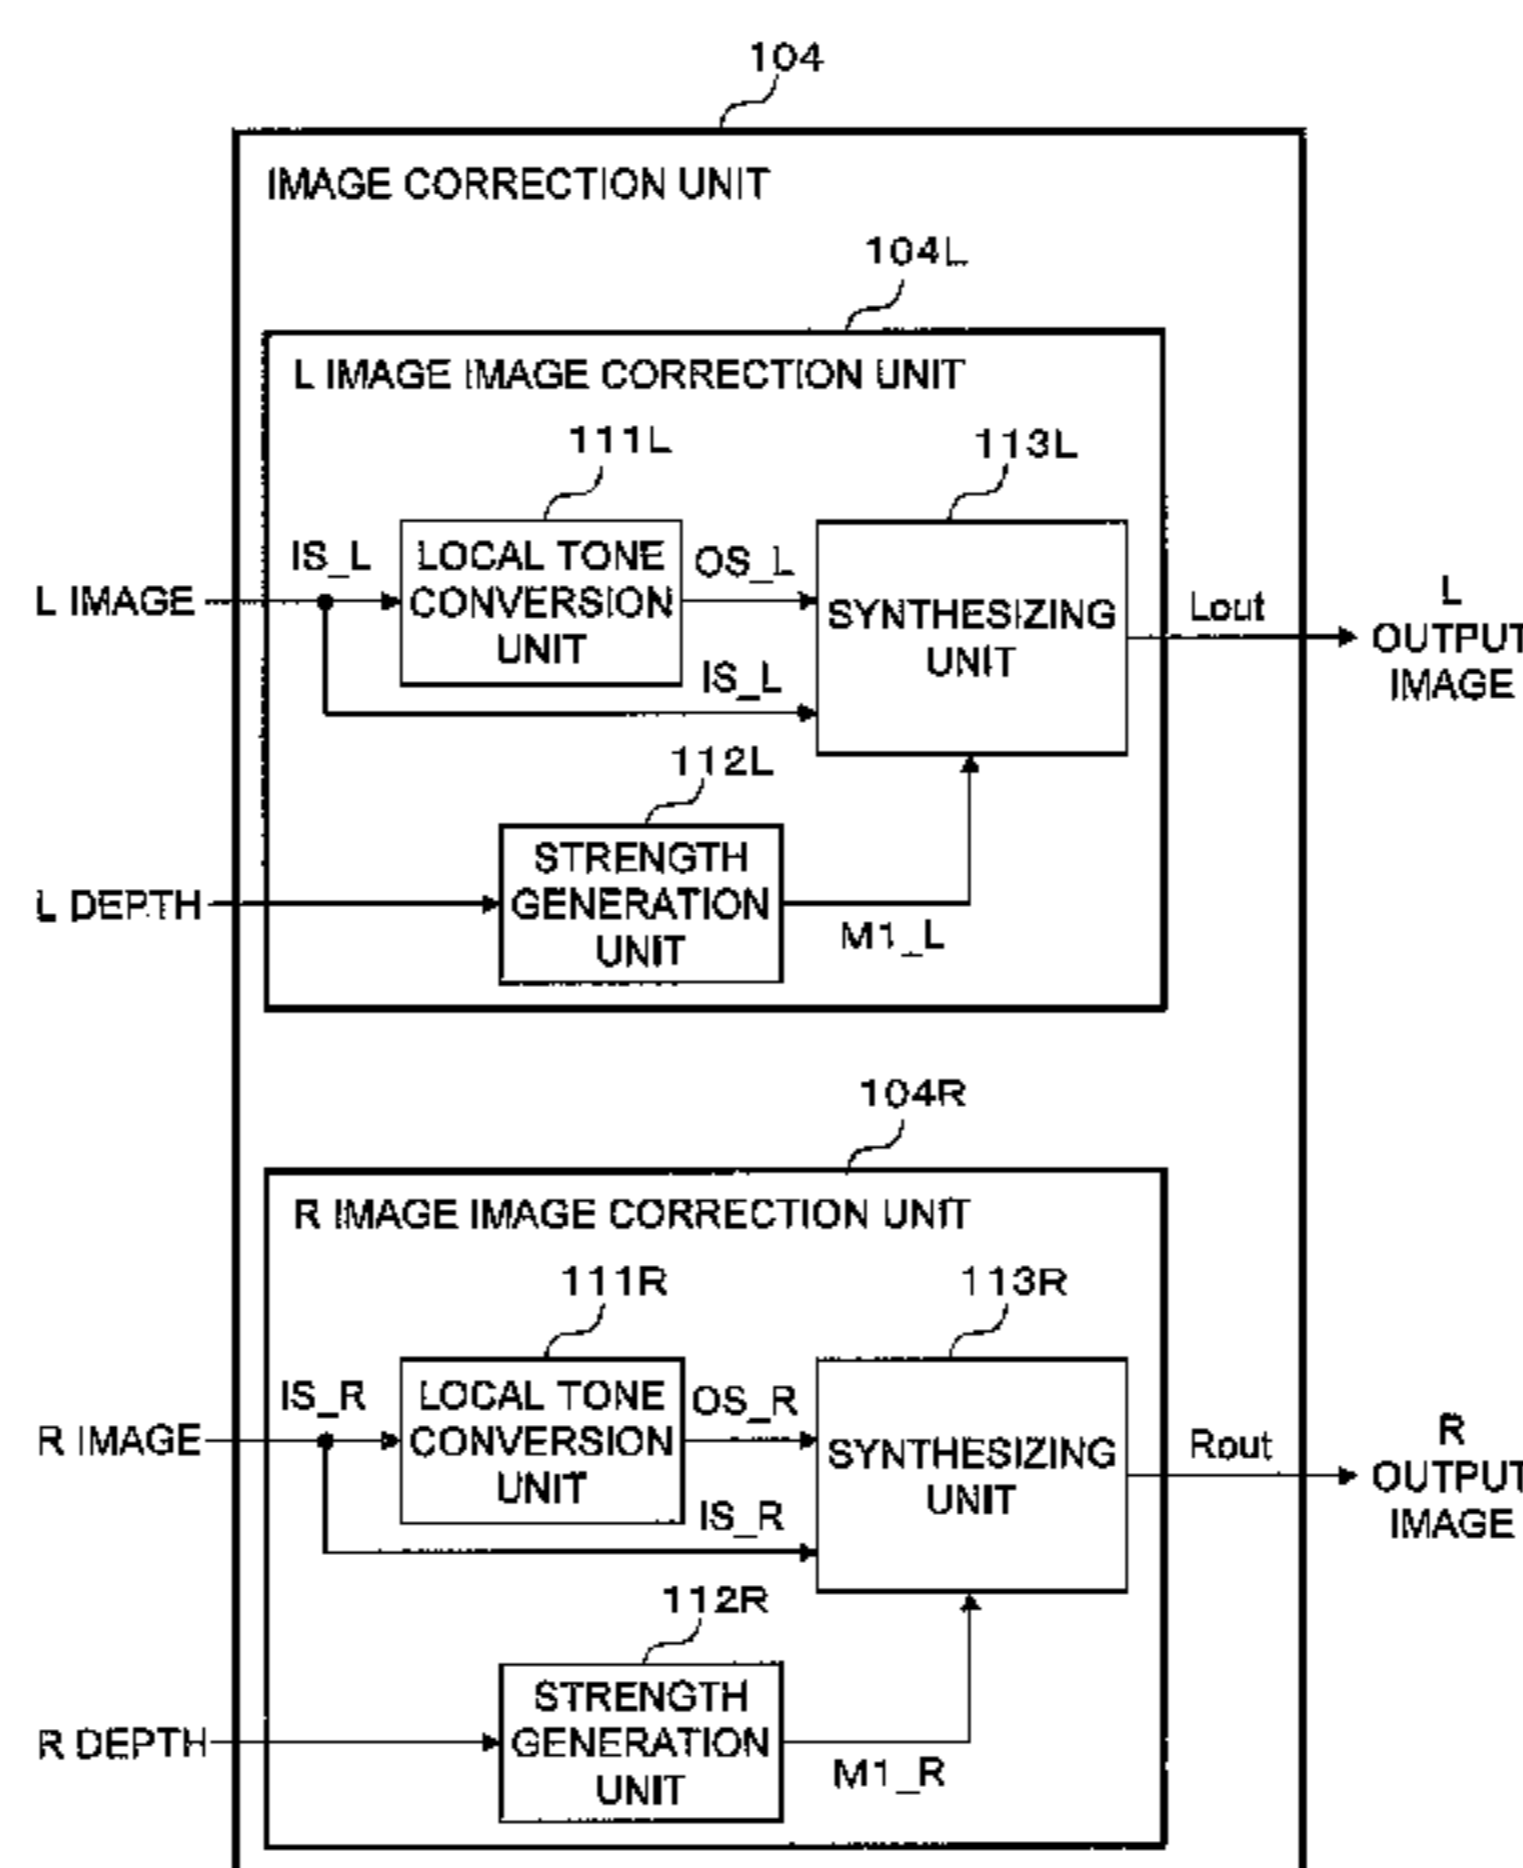 104
IMAGE CORRECTION UNIT
104L
L IMAGE IMAGE CORRECTION UNIT
111L
113L
IS_L
LOCAL TONE
CONVERSION
UNIT
OS_L
L IMAGE
SYNTHESIZING
UNIT
Lout
L
OUTPUT
IMAGE
IS_L
112L
STRENGTH
GENERATION
UNIT
L DEPTH
M1_L
104R
R IMAGE IMAGE CORRECTION UNIT
111R
113R
IS_R
LOCAL TONE
CONVERSION
UNIT
OS_R
R IMAGE
SYNTHESIZING
UNIT
Rout
R
OUTPUT
IMAGE
IS_R
112R
STRENGTH
GENERATION
UNIT
R DEPTH
M1_R